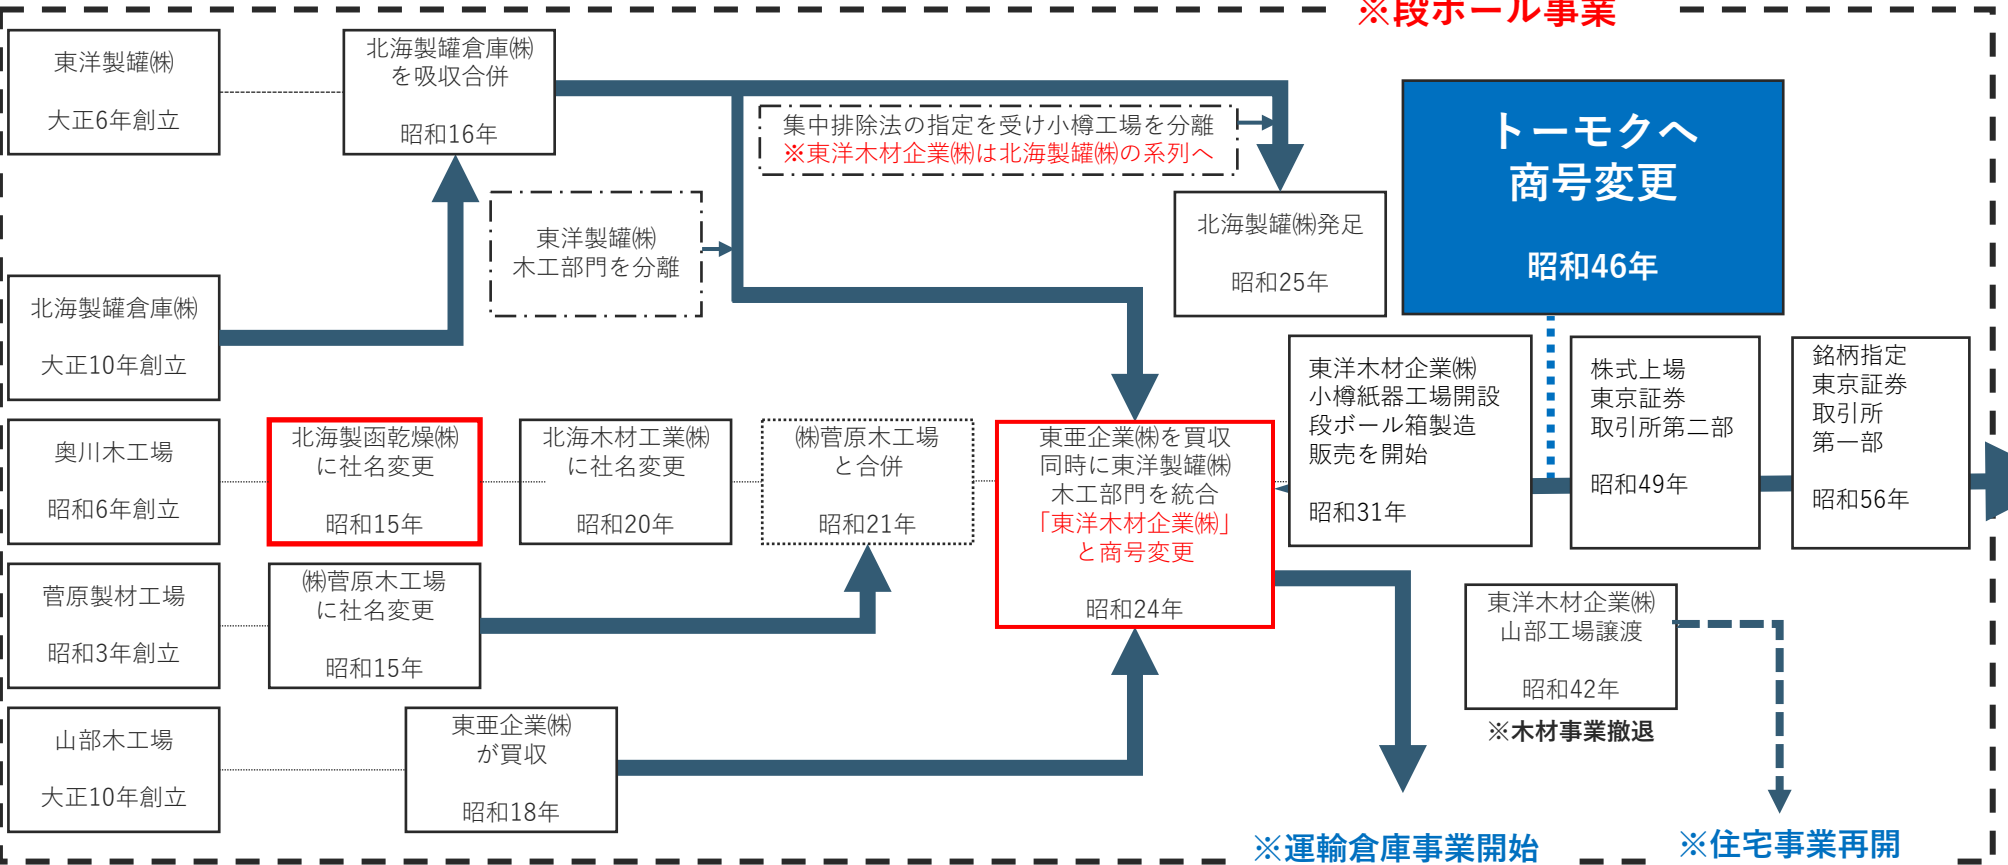 ※段ボール事業
東洋製罐㈱
大正6年創立
北海製罐倉庫㈱
を吸収合併
昭和16年
集中排除法の指定を受け小樽工場を分離
※東洋木材企業㈱は北海製罐㈱の系列へ
トーモクへ
商号変更
昭和46年
東洋製罐㈱
木工部門を分離
北海製罐㈱発足
昭和25年
北海製罐倉庫㈱
大正10年創立
東洋木材企業㈱
小樽紙器工場開設
段ボール箱製造
販売を開始
昭和31年
株式上場
東京証券
取引所第二部
昭和49年
銘柄指定
東京証券
取引所
第一部
昭和56年
奥川木工場
昭和6年創立
北海製函乾燥㈱
に社名変更
昭和15年
北海木材工業㈱
に社名変更
昭和20年
㈱菅原木工場
と合併
昭和21年
東亜企業㈱を買収
同時に東洋製罐㈱
木工部門を統合
「東洋木材企業㈱」
と商号変更
昭和24年
菅原製材工場
昭和3年創立
㈱菅原木工場
に社名変更
昭和15年
東洋木材企業㈱
山部工場譲渡
昭和42年
※木材事業撤退
山部木工場
大正10年創立
東亜企業㈱
が買収
昭和18年
※運輸倉庫事業開始
※住宅事業再開